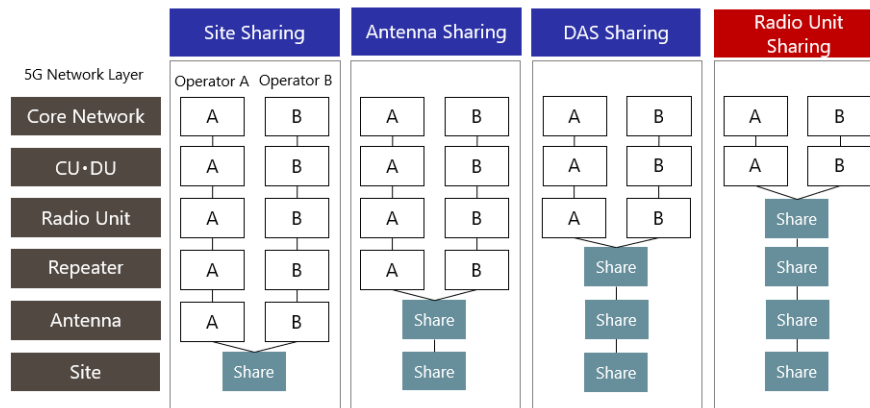 Site Sharing
Antenna Sharing
DAS Sharing
Radio Unit
Sharing
5G Network Layer
Operator A
Operator B
Core Network
A
B
A
B
A
B
A
B
CU・DU
A
B
A
B
A
B
A
B
Radio Unit
A
B
A
B
A
B
Share
Repeater
A
B
A
B
Share
Share
Antenna
A
B
Share
Share
Share
Site
Share
Share
Share
Share